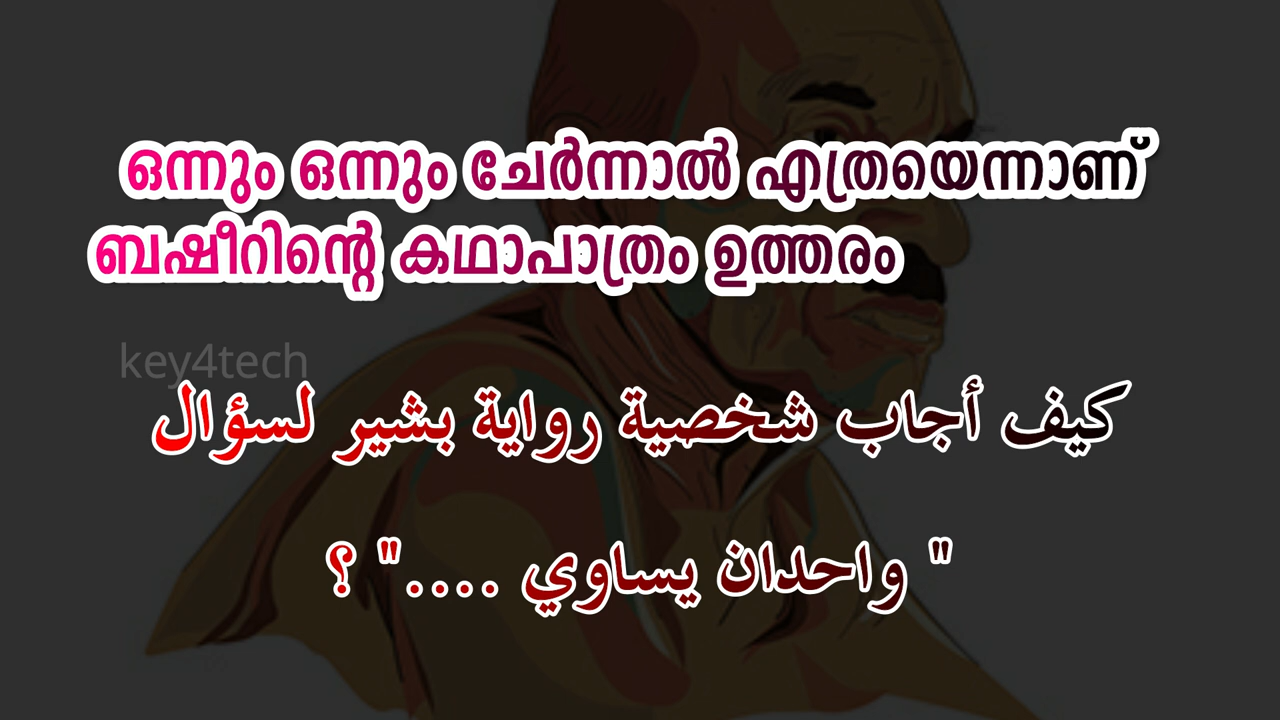 ഒന്നും ഒന്നും ചേർന്നാൽ എത്രയെന്നാണ്
ബഷീറിന്റെ കഥാപാത്രം ഉത്തരം
key4tech
كيف أجاب شخصية رواية بشير لسؤال
" واحدان يساوي ...." ؟